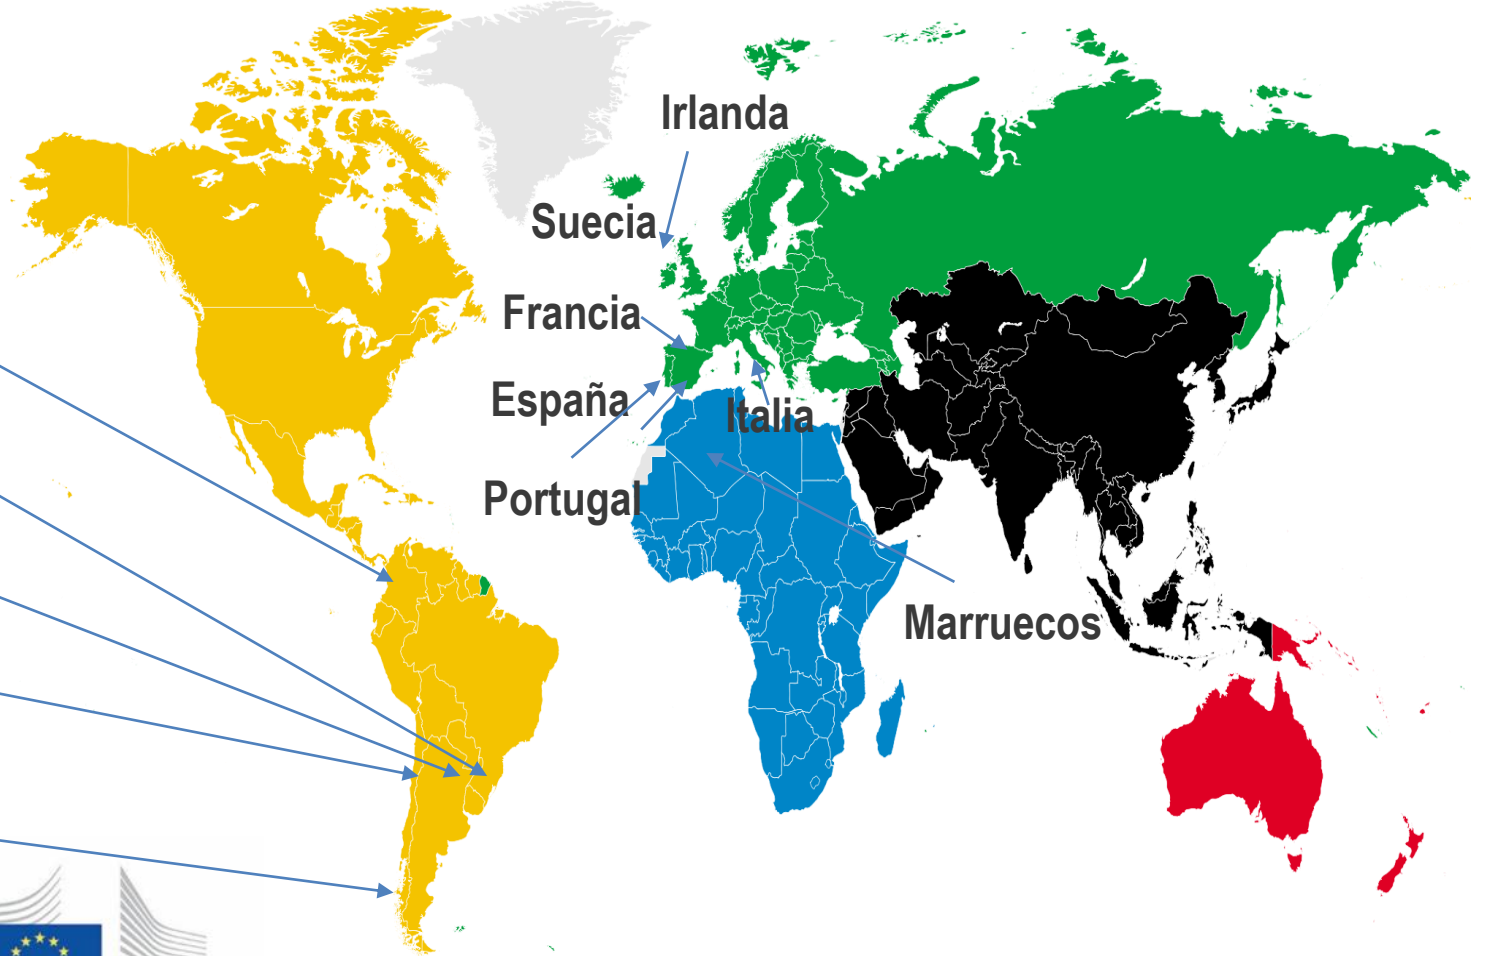 Irlanda
Suecia
Francia
España
Italia
Portugal
Marruecos